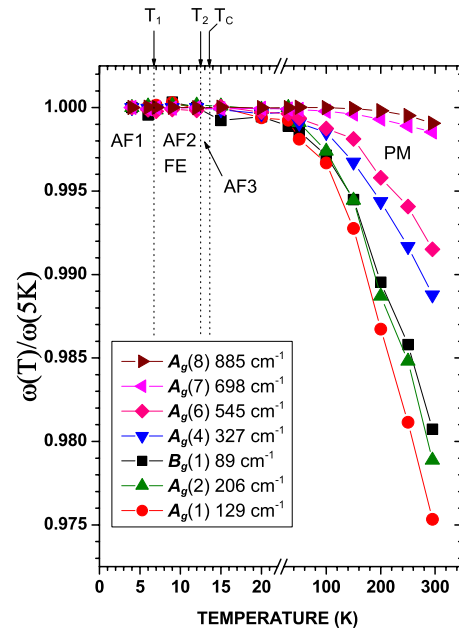 T1 T2 TC
1.000
0.995
0.990
0.985
0.980
0.975
ω(T)/ω(5K)
AF1
AF2
FE
AF3
PM
Ag(8) 885 cm-1
Ag(7) 698 cm-1
Ag(6) 545 cm-1
Ag(4) 327 cm-1
Bg(1) 89 cm-1
Ag(2) 206 cm-1
Ag(1) 129 cm-1
0 5 10 15 20 100 150 200 250 300
TEMPERATURE (K)